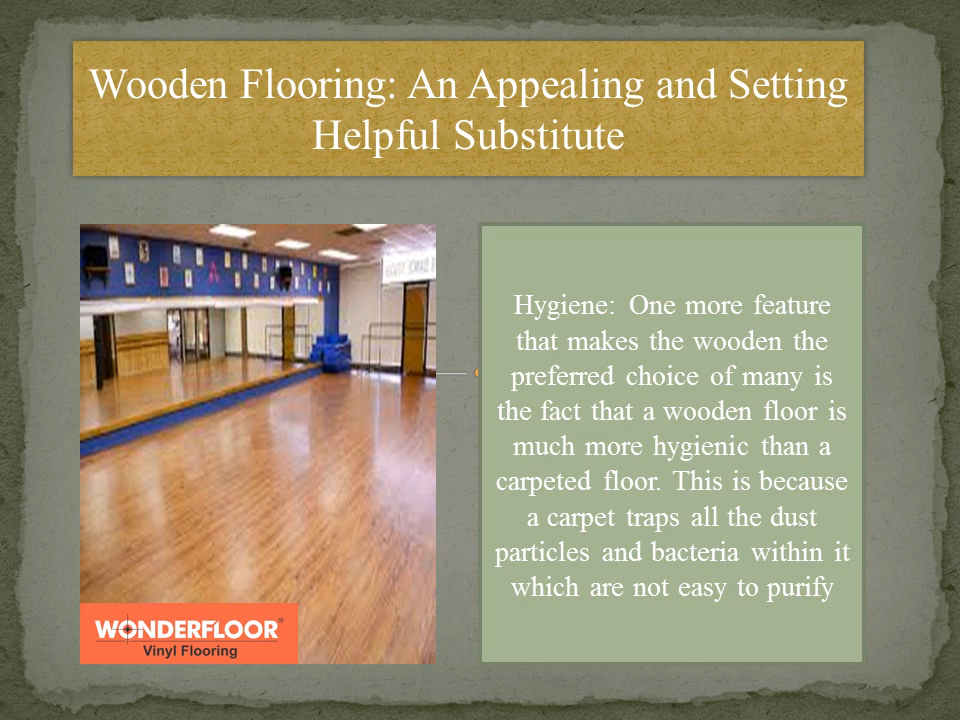 Wooden Flooring: An Appealing and Setting
Helpful Substitute
Hygiene: One more feature
that makes the wooden the
preferred choice of many is
the fact that a wooden floor is
much more hygienic than a
carpeted floor. This is because
a carpet traps all the dust
particles and bacteria within it
which are not easy to purify
WONDERFLOOR®
Vinyl Flooring